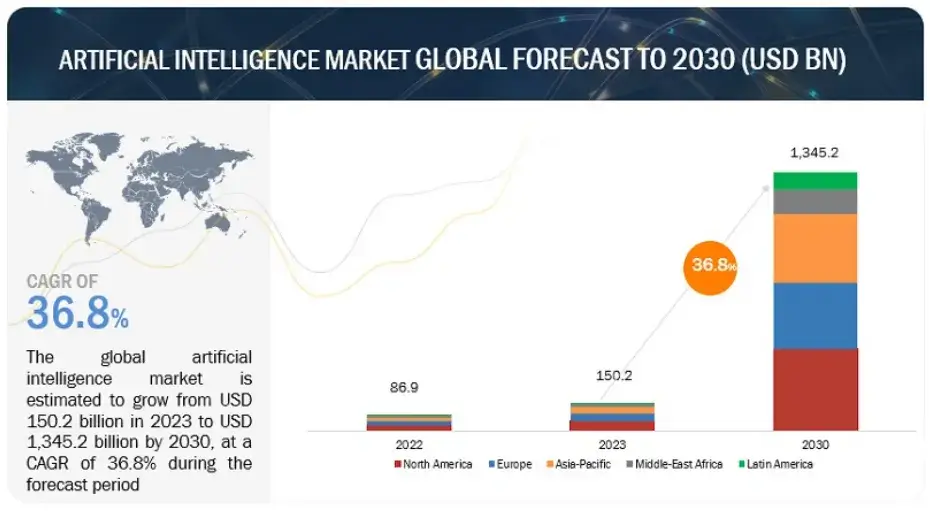 ARTIFICIAL INTELLIGENCE MARKET GLOBAL FORECAST TO 2030 (USD BN)
CAGR OF
36.8%
The global artificial
intelligence market is
estimated to grow from USD
150.2 billion in 2023 to USD
1,345.2 billion by 2030, at a
CAGR of 36.8% during the
forecast period
86.9
150.2
1,345.2
36.8%
2022 2023 2030
North America Europe Asia-Pacific Middle-East Africa Latin America